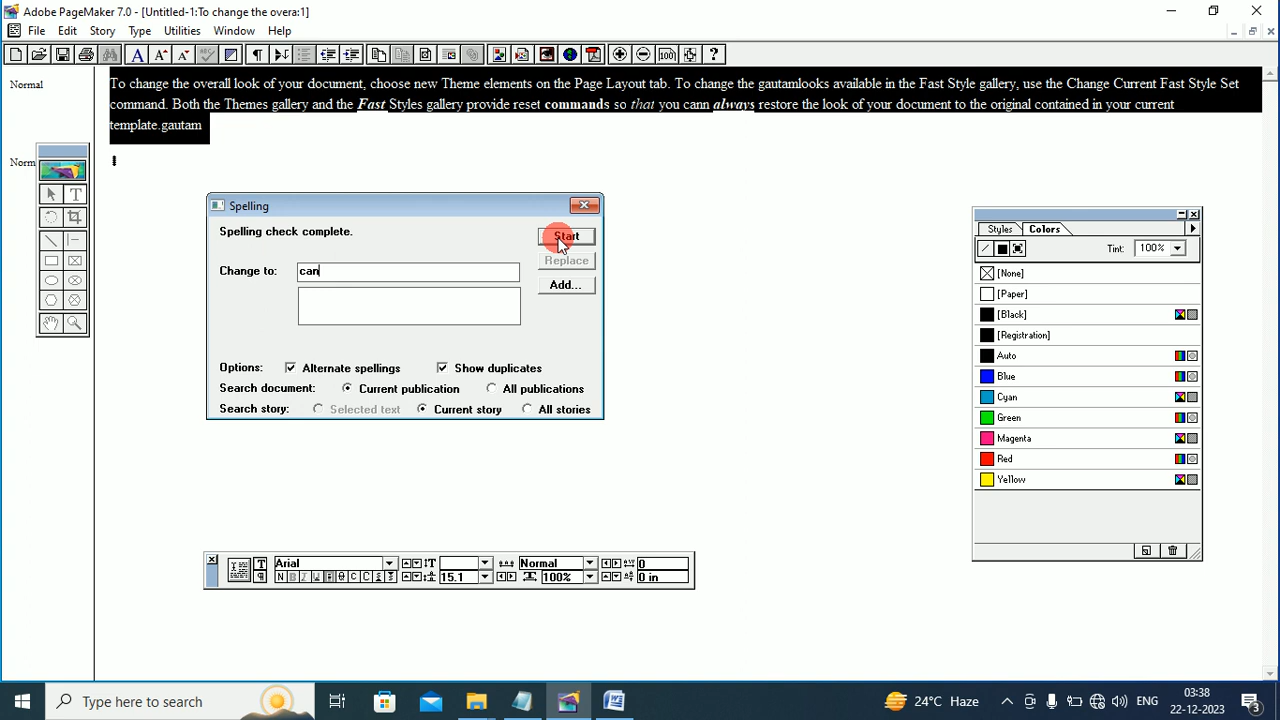 Adobe PageMaker 7.0 - [Untitled-1:To change the overa:1]
File Edit Story Type Utilities Window Help
Normal
To change the overall look of your document, choose new Theme elements on the Page Layout tab. To change the gautamlooks available in the Fast Style gallery, use the Change Current Fast Style Set
command. Both the Themes gallery and the Fast Styles gallery provide reset commands so that you cann always restore the look of your document to the original contained in your current
template.gautam
Norm
Spelling
Spelling check complete.
Start
Replace
Change to: can
Add...
Options: Alternate spellings Show duplicates
Search document: Current publication All publications
Search story: Selected text Current story All stories
Styles Colors
Tint: 100%
[None]
[Paper]
[Black]
[Registration]
Auto
Blue
Cyan
Green
Magenta
Red
Yellow
Arial Normal 0
15.1 100% 0 in
Type here to search
24°C Haze
ENG
03:38
22-12-2023
3